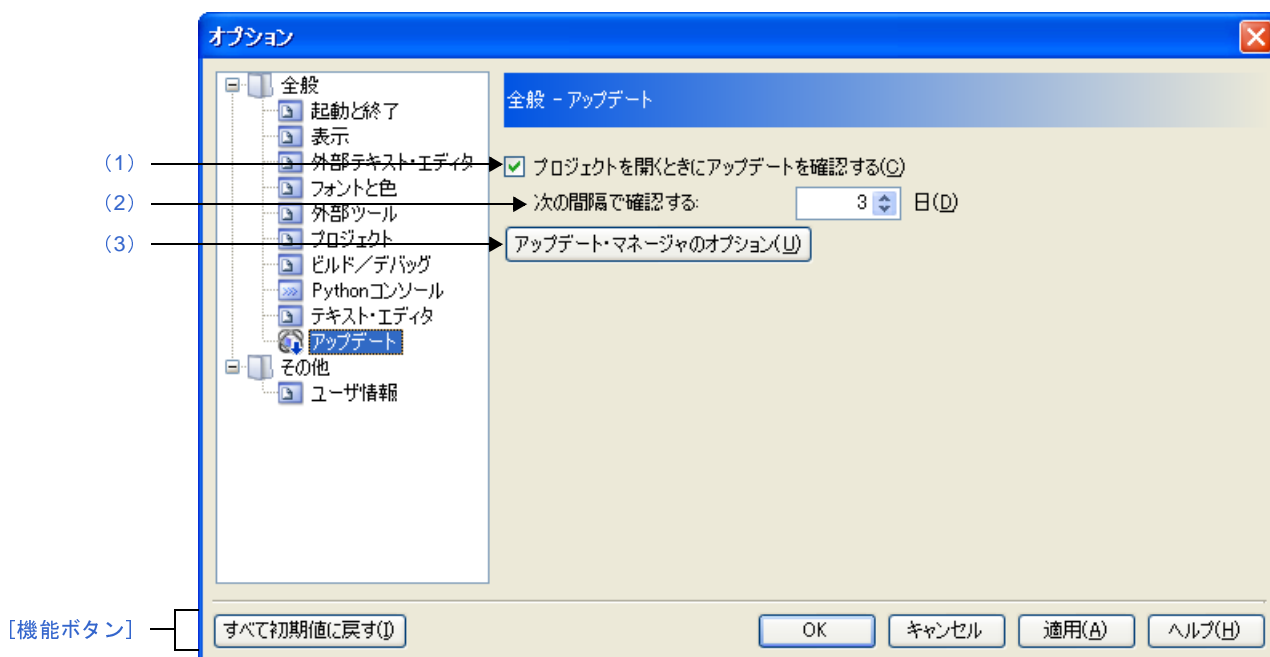 オプション
全般
起動と終了
表示
外部テキスト・エディタ
フォントと色
外部ツール
プロジェクト
ビルド／デバッグ
Pythonコンソール
テキスト・エディタ
アップデート
その他
ユーザ情報
全般 - アップデート
(1)
プロジェクトを開くときにアップデートを確認する(C)
(2)
次の間隔で確認する: 3 日(D)
(3)
アップデート・マネージャのオプション(U)
[機能ボタン]
すべて初期値に戻す(I) OK キャンセル 適用(A) ヘルプ(H)